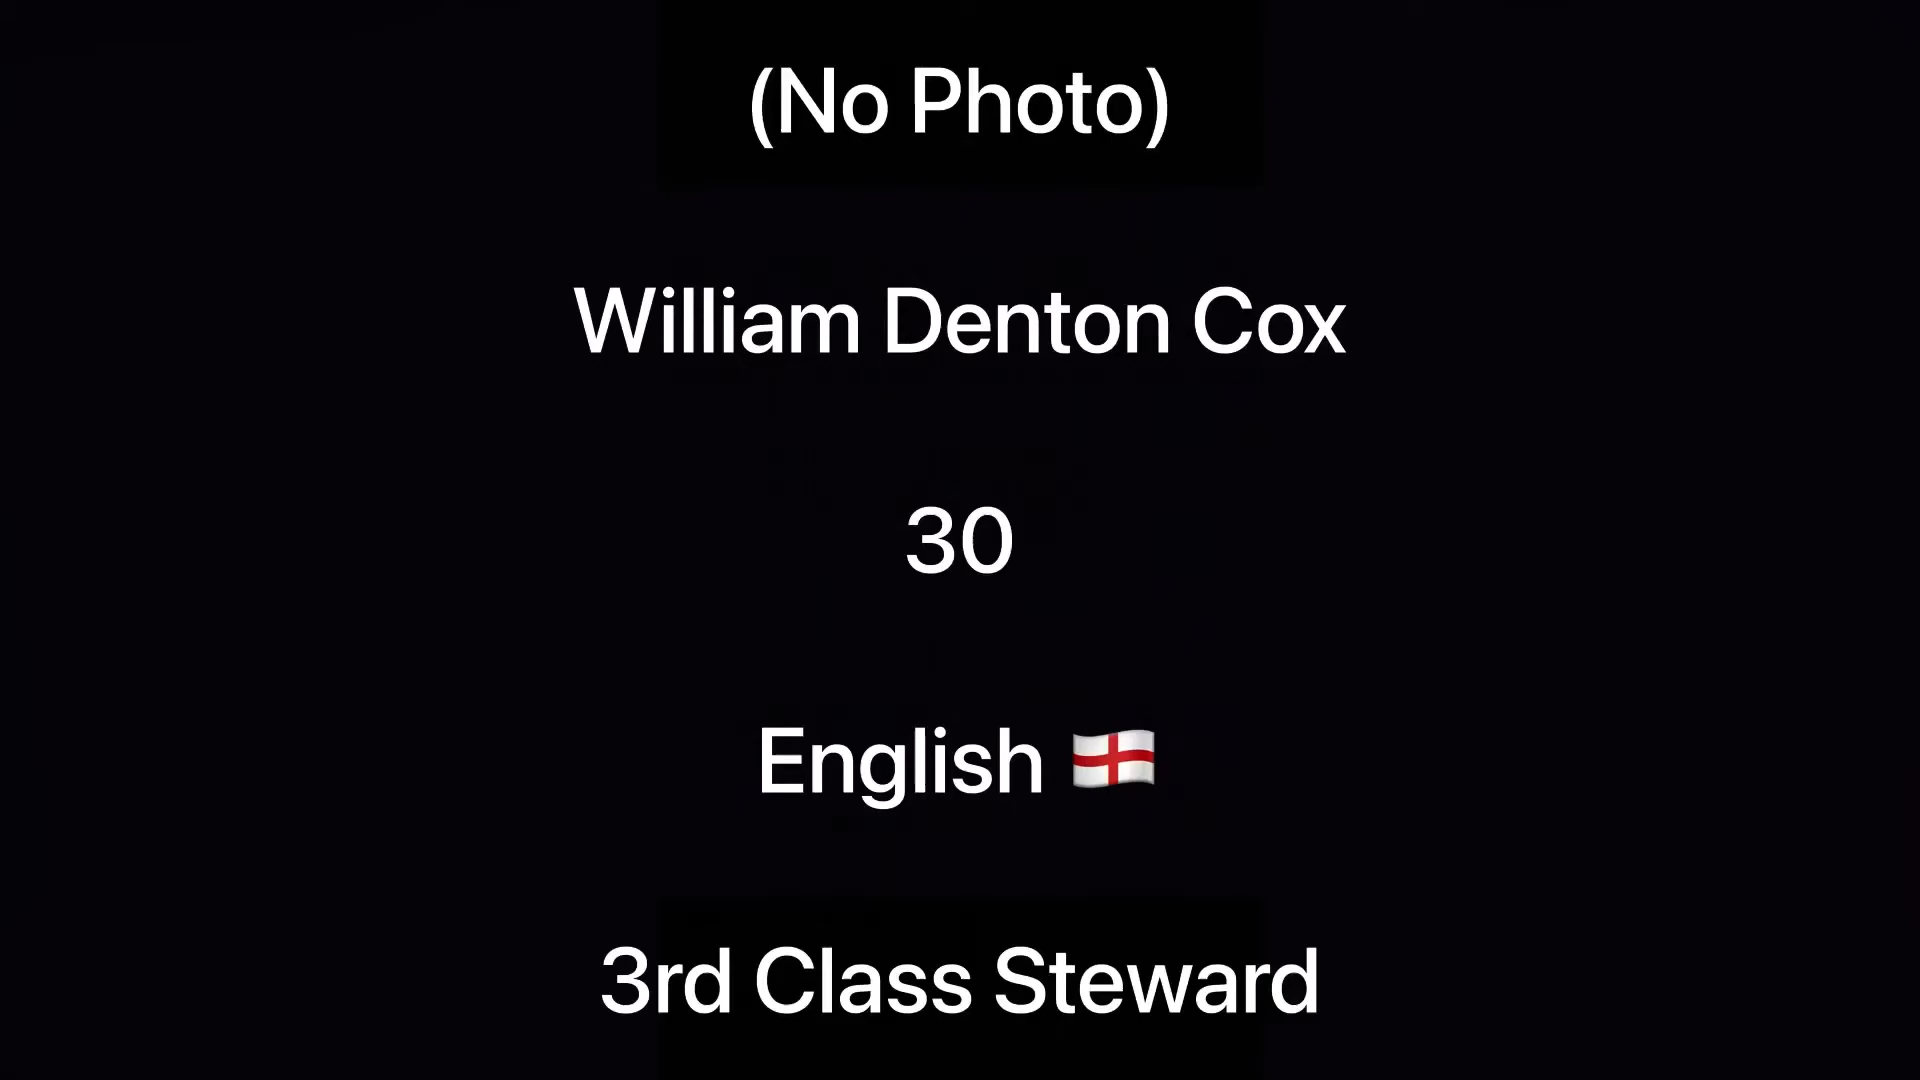 (No Photo)
William Denton Cox
30
English 🏴󠁧󠁢󠁥󠁮󠁧󠁿
3rd Class Steward